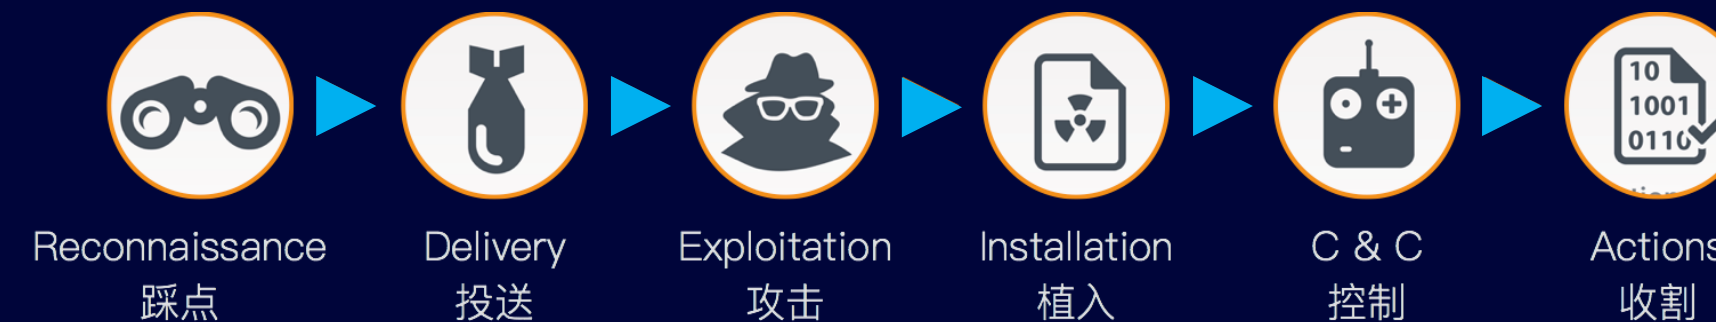 10
1001
0110
Reconnaissance
Delivery
Exploitation
Installation
C & C
Actions
踩点
投送
攻击
植入
控制
收割